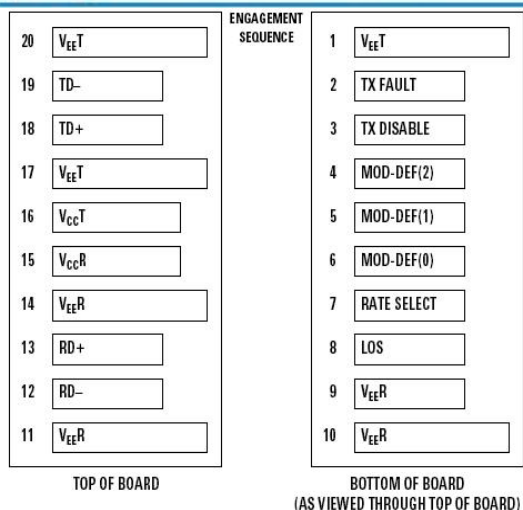 ENGAGEMENT
SEQUENCE
20 VEET
19 TD–
18 TD+
17 VEET
16 VCCT
15 VCCR
14 VEER
13 RD+
12 RD–
11 VEER
TOP OF BOARD
1 VEET
2 TX FAULT
3 TX DISABLE
4 MOD-DEF(2)
5 MOD-DEF(1)
6 MOD-DEF(0)
7 RATE SELECT
8 LOS
9 VEER
10 VEER
BOTTOM OF BOARD
(AS VIEWED THROUGH TOP OF BOARD)